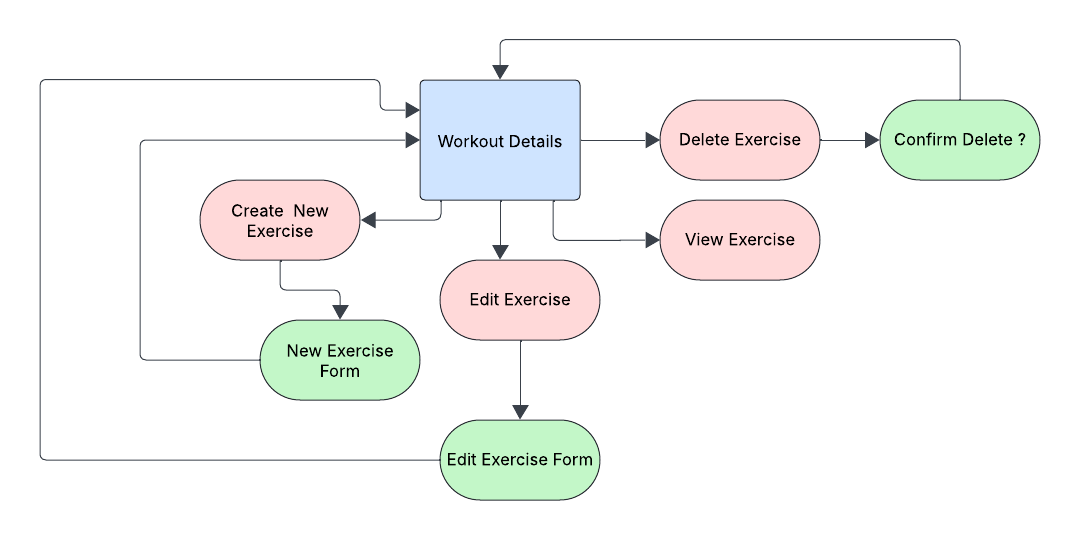 Workout Details
Delete Exercise
Confirm Delete ?
Create  New
Exercise
View Exercise
Edit Exercise
New Exercise
Form
Edit Exercise Form